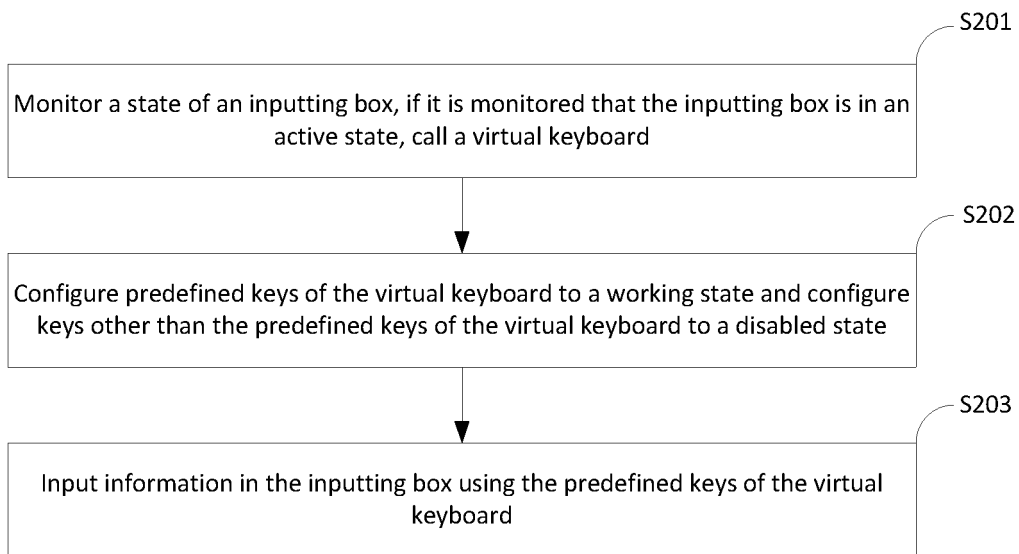 S201
Monitor a state of an inputting box, if it is monitored that the inputting box is in an
active state, call a virtual keyboard
S202
Configure predefined keys of the virtual keyboard to a working state and configure
keys other than the predefined keys of the virtual keyboard to a disabled state
S203
Input information in the inputting box using the predefined keys of the virtual
keyboard